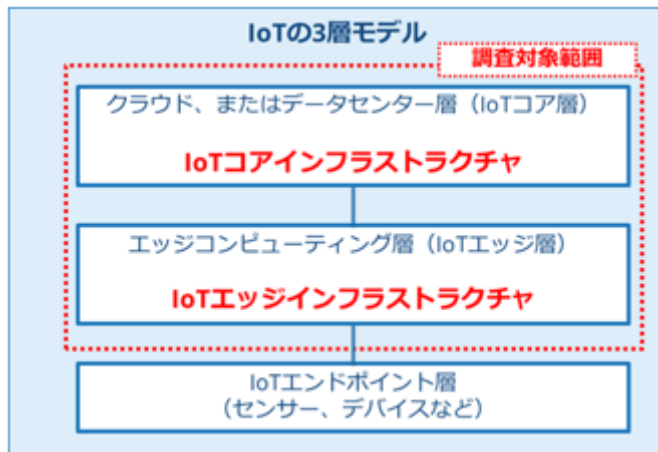 IoTの3層モデル
調査対象範囲
クラウド、またはデータセンター層（IoTコア層）
IoTコアインフラストラクチャ
エッジコンピューティング層（IoTエッジ層）
IoTエッジインフラストラクチャ
IoTエンドポイント層
（センサー、デバイスなど）